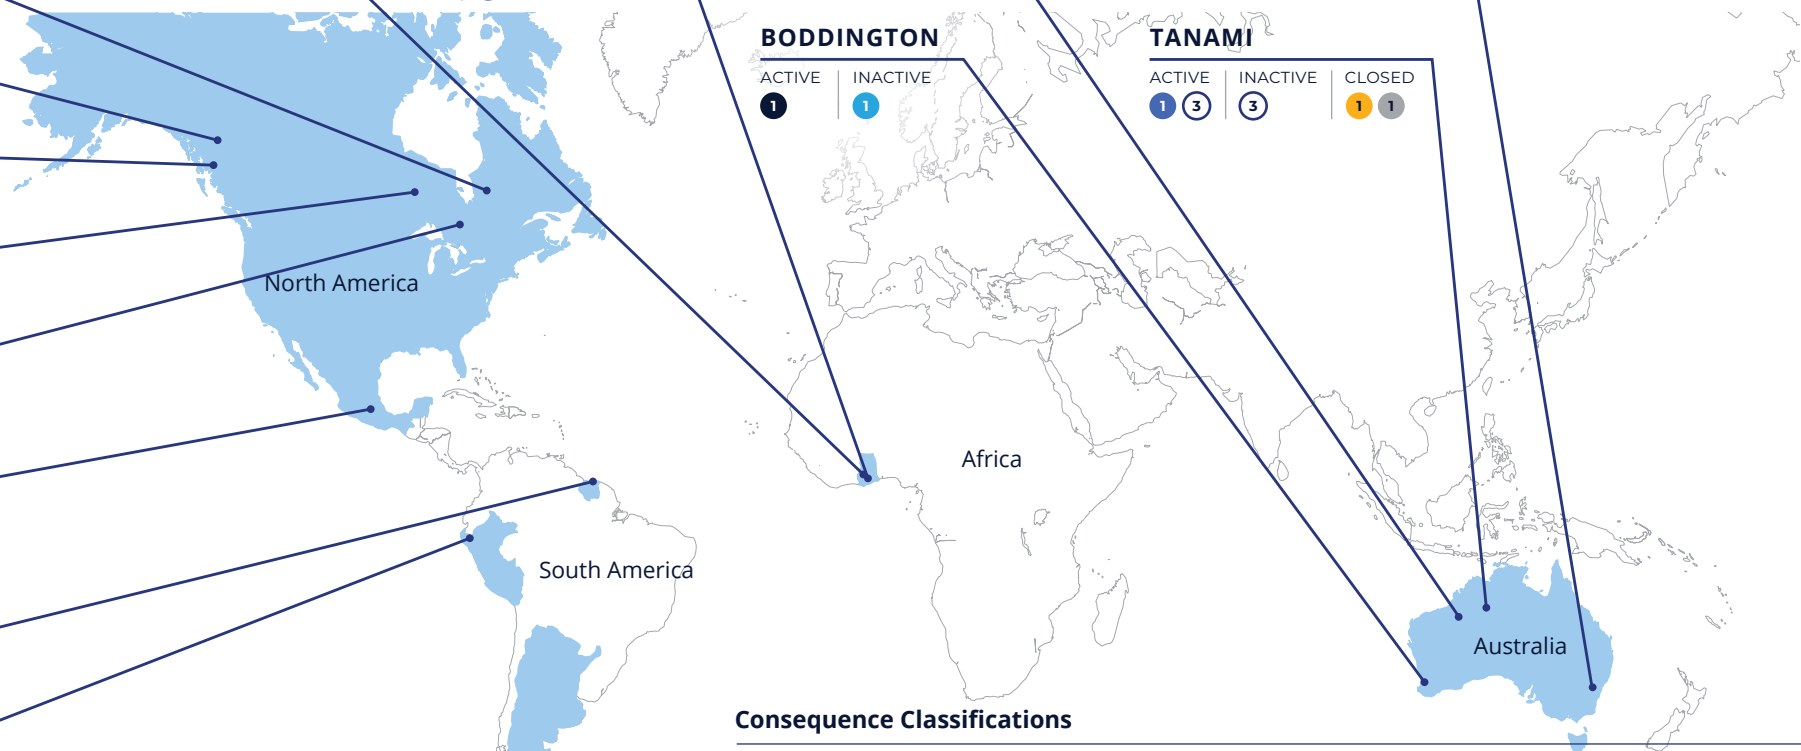 BODDINGTON
ACTIVE INACTIVE
1 1
TANAMI
ACTIVE INACTIVE CLOSED
1 3 3 1 1
North America
Africa
South America
Australia
Consequence Classifications